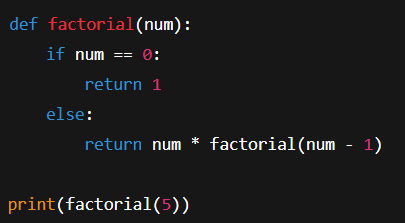 def factorial(num):
    if num == 0:
        return 1
    else:
        return num * factorial(num - 1)
print(factorial(5))